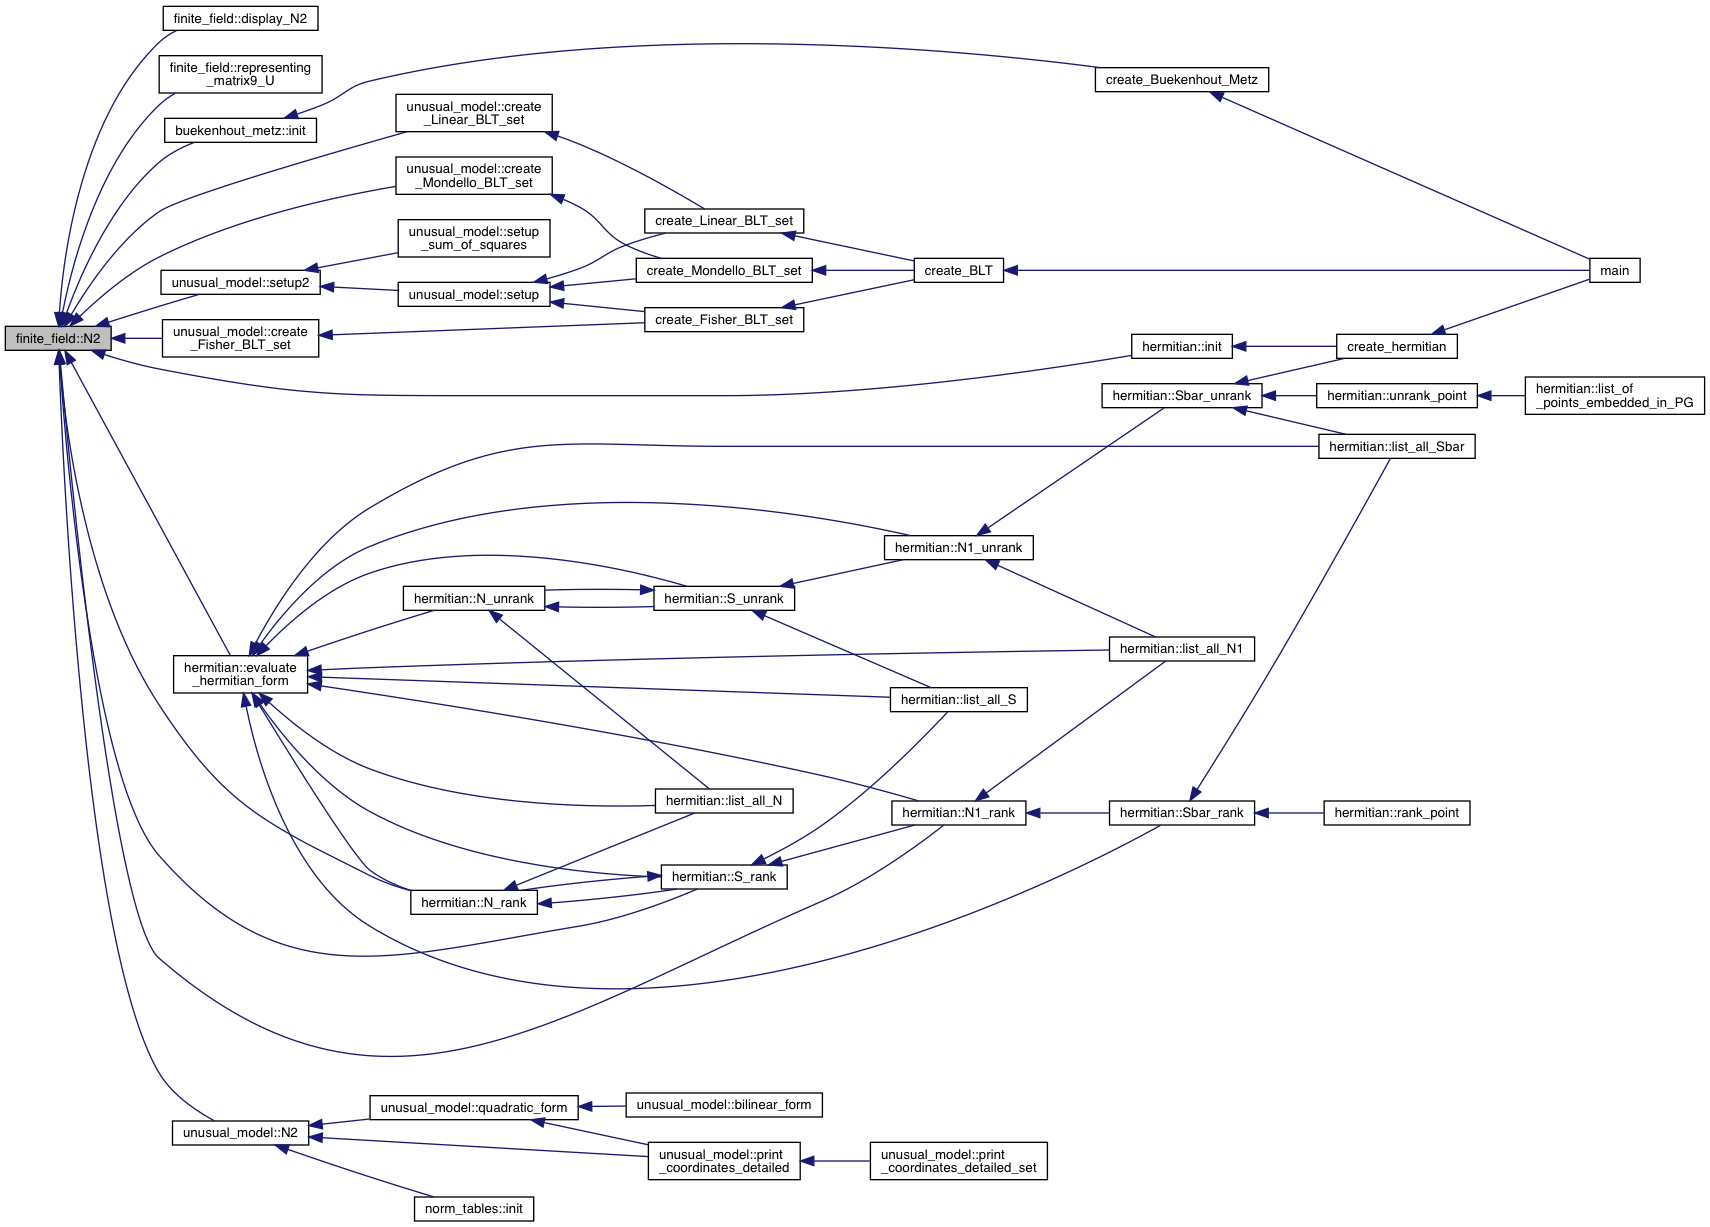 finite_field::display_N2
finite_field::representing
_matrix9_U
buekenhout_metz::init
unusual_model::create
_Linear_BLT_set
create_Buekenhout_Metz
unusual_model::create
_Mondello_BLT_set
create_Linear_BLT_set
unusual_model::setup
_sum_of_squares
unusual_model::setup2
unusual_model::setup
create_Mondello_BLT_set
create_BLT
main
create_Fisher_BLT_set
finite_field::N2
unusual_model::create
_Fisher_BLT_set
hermitian::init
create_hermitian
hermitian::Sbar_unrank
hermitian::unrank_point
hermitian::list_of
_points_embedded_in_PG
hermitian::list_all_Sbar
hermitian::N1_unrank
hermitian::N_unrank
hermitian::S_unrank
hermitian::list_all_N1
hermitian::evaluate
_hermitian_form
hermitian::list_all_S
hermitian::list_all_N
hermitian::N1_rank
hermitian::Sbar_rank
hermitian::rank_point
hermitian::S_rank
hermitian::N_rank
unusual_model::quadratic_form
unusual_model::bilinear_form
unusual_model::N2
unusual_model::print
_coordinates_detailed
unusual_model::print
_coordinates_detailed_set
norm_tables::init